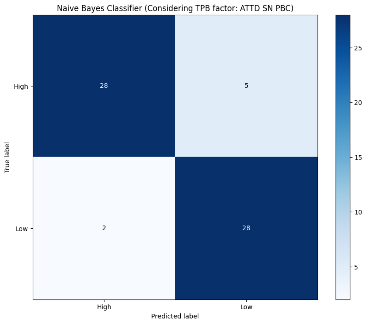 Naive Bayes Classifier (Considering TPB factor: ATTD SN PBC)
True label
High
Low
28
5
2
28
High
Low
Predicted label
25
20
15
10
5